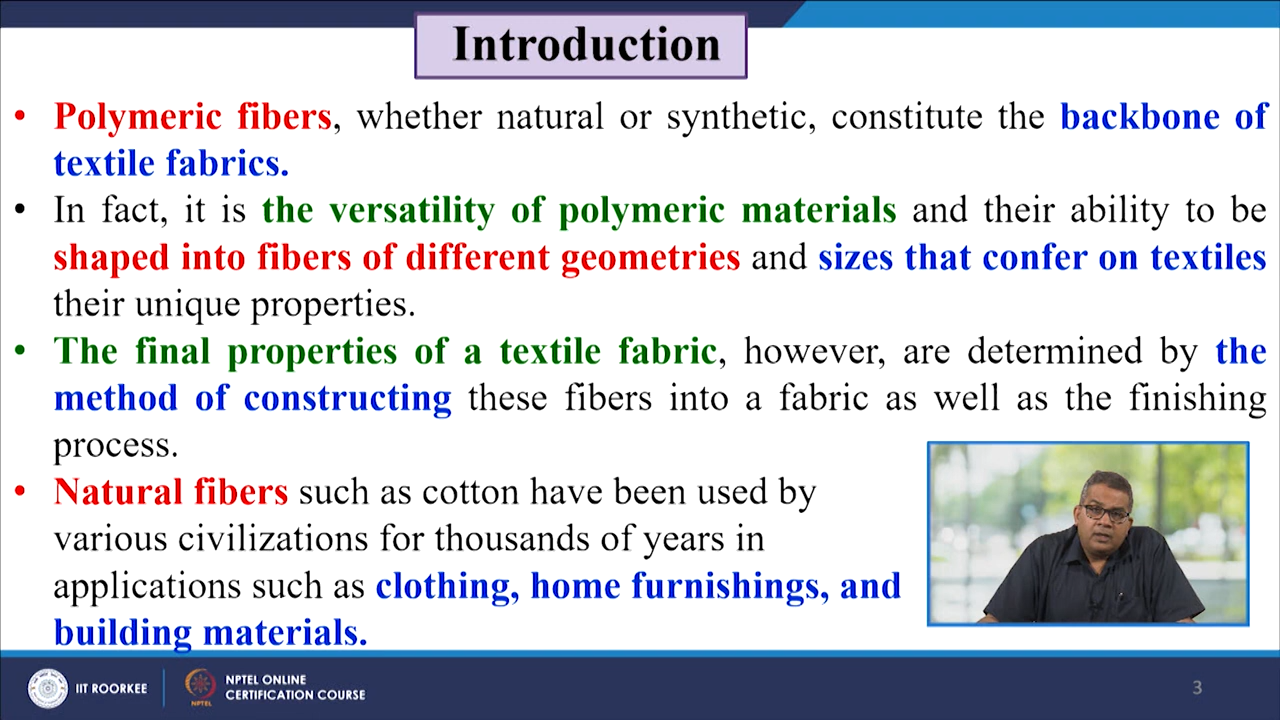 Introduction
• Polymeric fibers, whether natural or synthetic, constitute the backbone of
textile fabrics.
• In fact, it is the versatility of polymeric materials and their ability to be
shaped into fibers of different geometries and sizes that confer on textiles
their unique properties.
• The final properties of a textile fabric, however, are determined by the
method of constructing these fibers into a fabric as well as the finishing
process.
• Natural fibers such as cotton have been used by
various civilizations for thousands of years in
applications such as clothing, home furnishings, and
building materials.
IIT ROORKEE
NPTEL
NPTEL ONLINE
CERTIFICATION COURSE
3